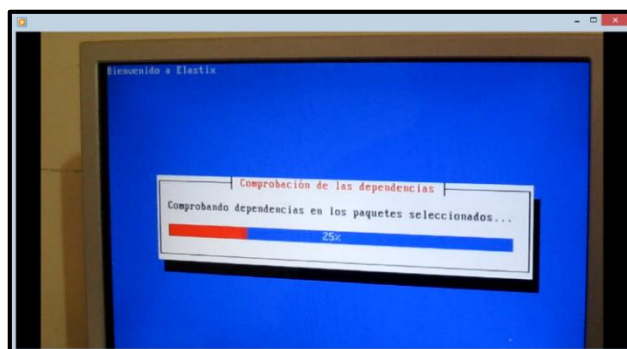 Bienvenido a Elastix
Comprobación de las dependencias
Comprobando dependencias en los paquetes seleccionados...
25%